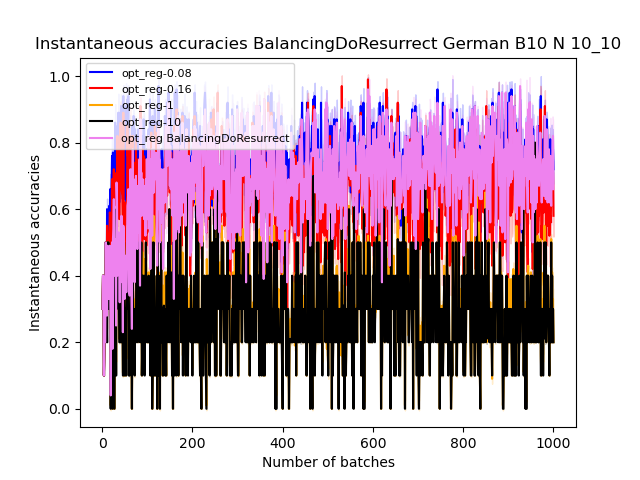 Instantaneous accuracies BalancingDoResurrect German B10 N 10_10
opt_reg-0.08
opt_reg-0.16
opt_reg-1
opt_reg-10
opt_reg BalancingDoResurrect
Instantaneous accuracies
1.0
0.8
0.6
0.4
0.2
0.0
0 200 400 600 800 1000
Number of batches